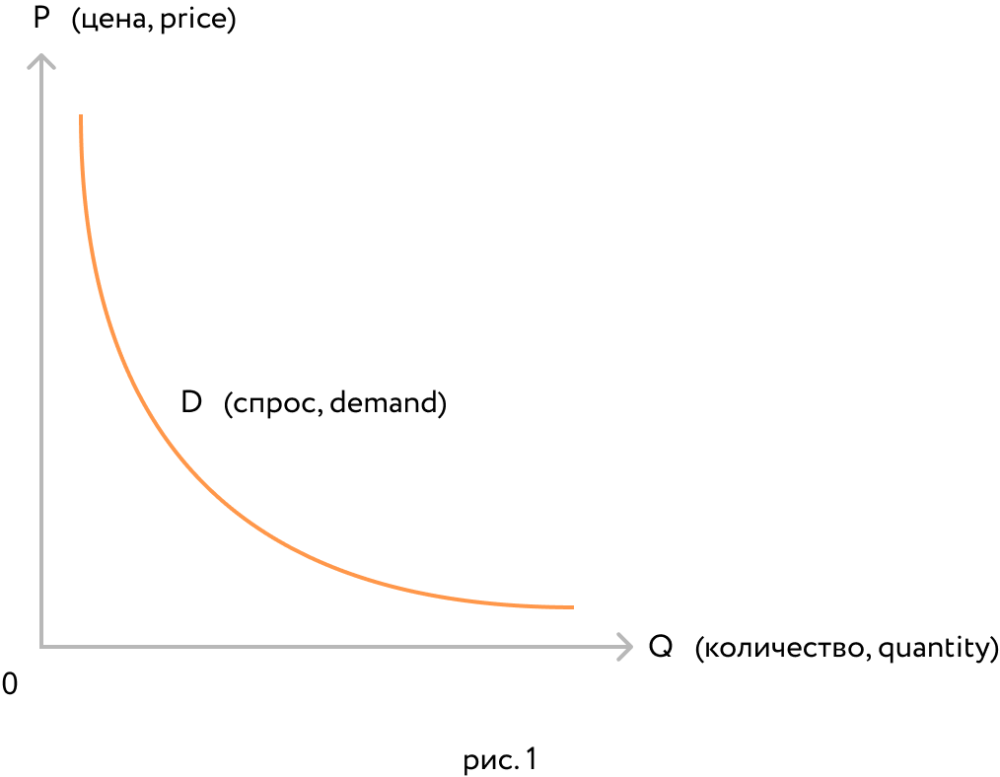 P (цена, price)
D (спрос, demand)
Q (количество, quantity)
0
рис. 1